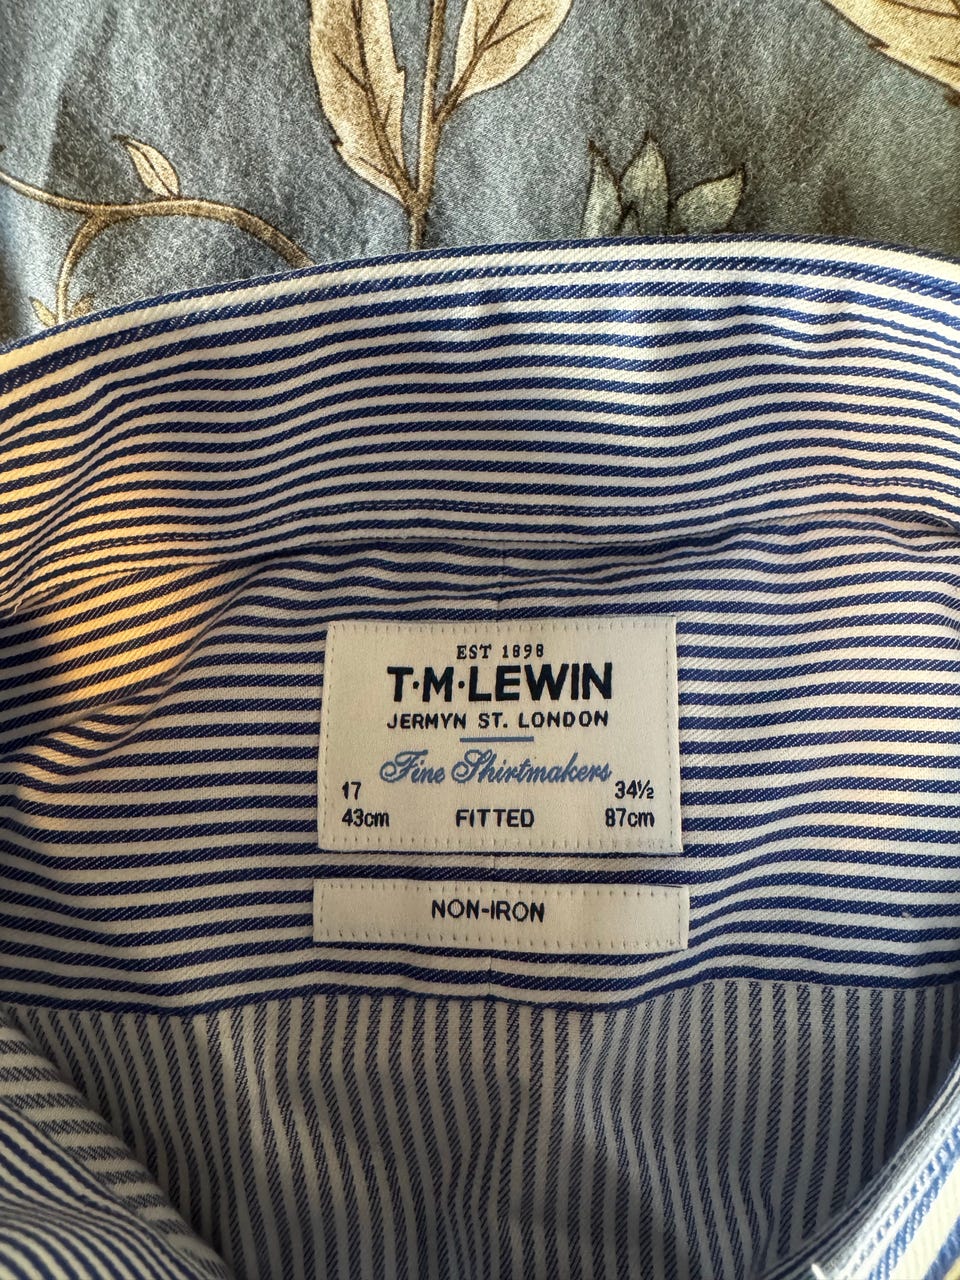 EST 1898
T·M·LEWIN
JERMYN ST. LONDON
Fine Shirtmakers
17 34½
43cm FITTED 87cm
NON-IRON